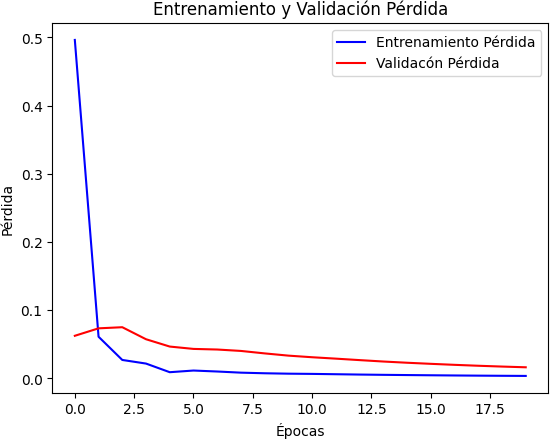 Entrenamiento y Validación Pérdida
Entrenamiento Pérdida
Validacón Pérdida
Pérdida
0.5
0.4
0.3
0.2
0.1
0.0
0.0 2.5 5.0 7.5 10.0 12.5 15.0 17.5
Épocas